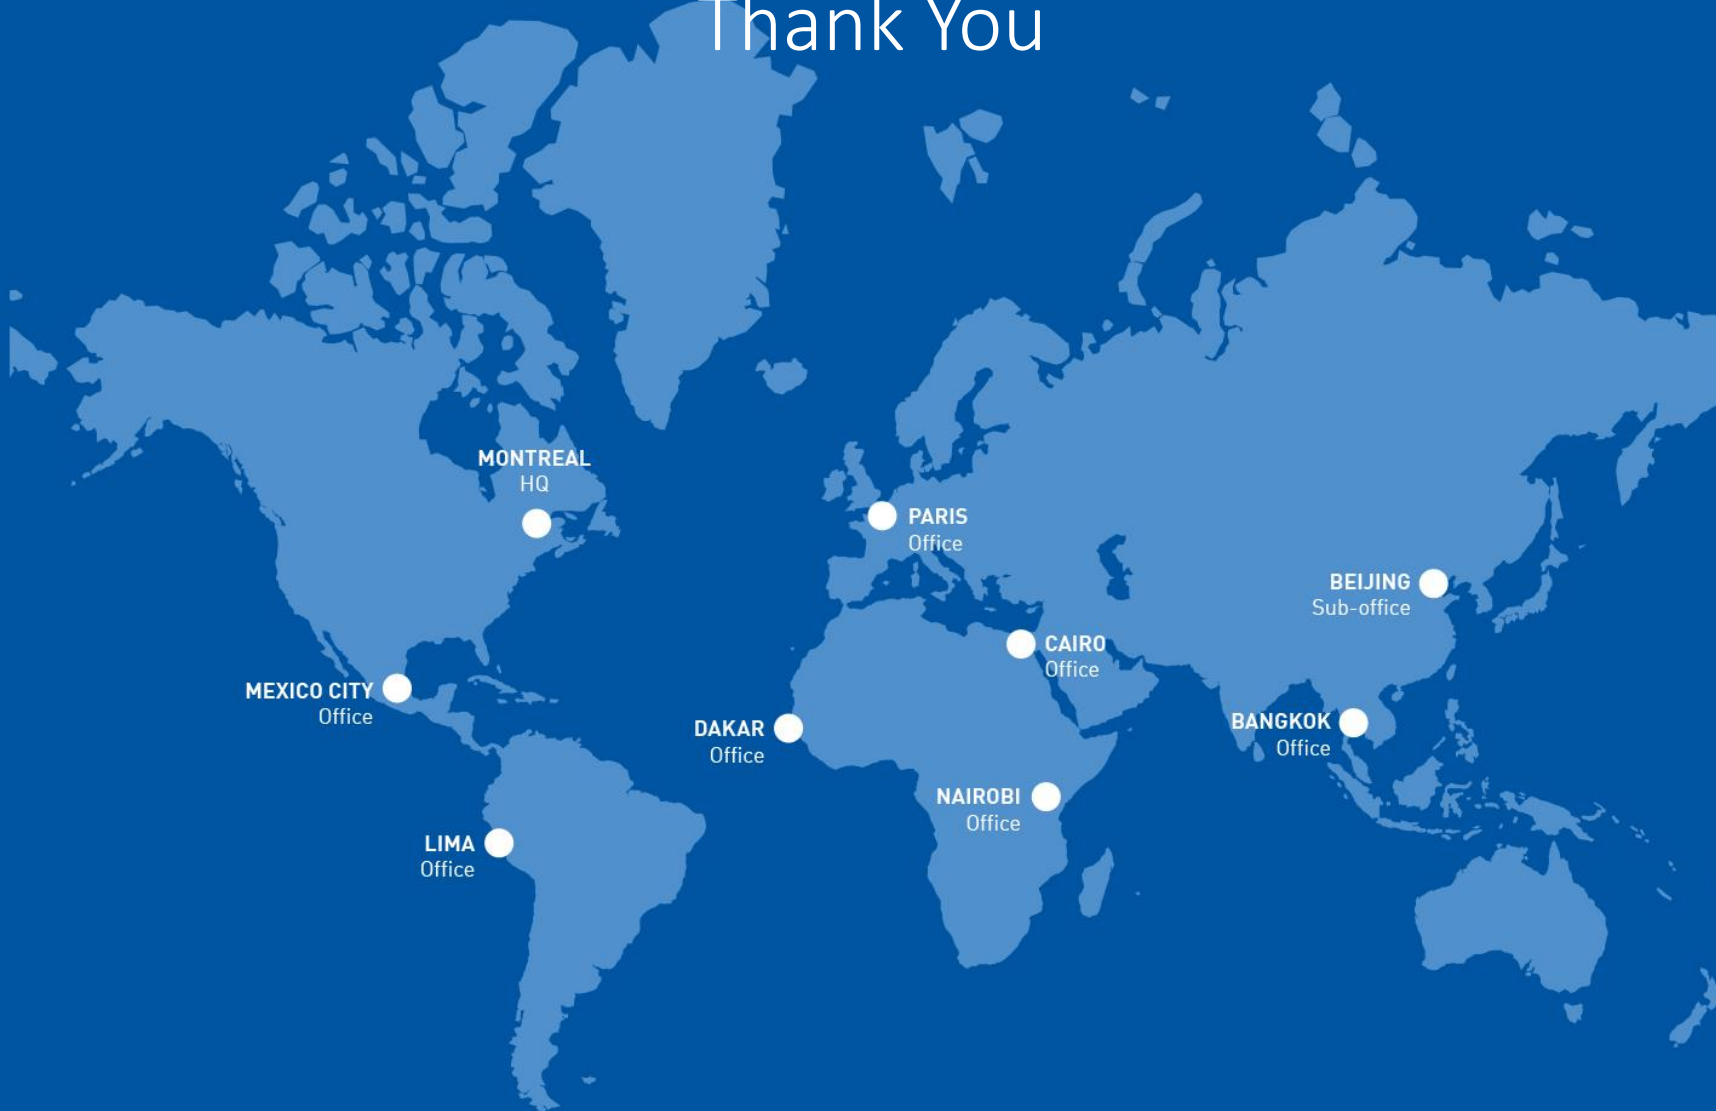 Thank You
MONTREAL
HQ
PARIS
Office
BEIJING
Sub-office
CAIRO
Office
MEXICO CITY
Office
DAKAR
Office
BANGKOK
Office
NAIROBI
Office
LIMA
Office